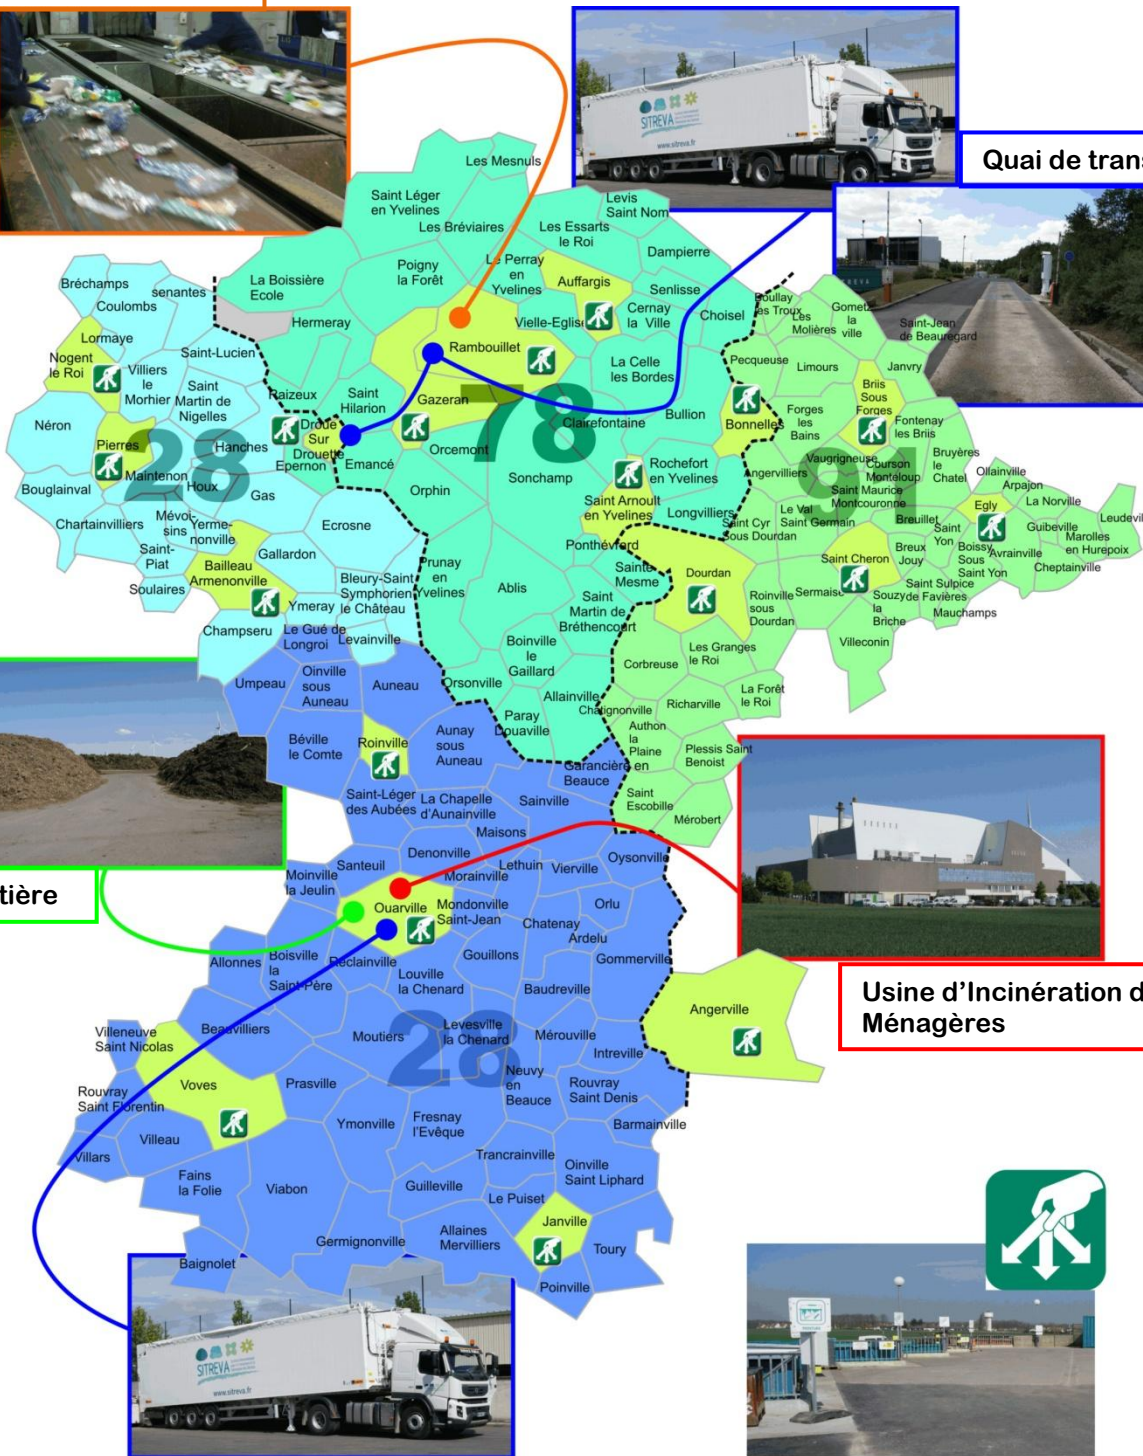 SITREVA
www.sitreva.fr
Quai de trans
Les Mesnuls
Saint Léger
en Yvelines
Les Bréviaires
Levis
Saint Nom
Les Essarts
le Roi
Dampierre
Poigny
la Forêt
Le Perray
en
Yvelines
Auffargis
Senlisse
La Boissière
Ecole
Cernay
la Ville
Choisel
Hermeray
Vielle-Eglise
Rambouillet
La Celle
les Bordes
Raizeux
Saint
Hilarion
Gazeran
78
Clairefontaine
Bullion
Bonnelles
Emancé
Orcemont
Sonchamp
Rochefort
en Yvelines
Orphin
Saint Arnoult
en Yvelines
Longvilliers
Ponthévrard
Prunay
en
Yvelines
Ablis
Sainte
Mesme
Saint
Martin de
Bréthencourt
Boinville
le
Gaillard
Orsonville
Allainville
Paray
Douaville
Bréchamps
senantes
Coulombs
Lormaye
Nogent
le Roi
Saint-Lucien
Villiers
le
Morhier
Saint
Martin de
Nigelles
Néron
Pierres
28
Hanches
Droue
Sur
Drouette
Epernon
Maintenon
Houx
Gas
Bouglainval
Chartainvilliers
Mévoi-
sins
Yerme-
nonville
Ecrosne
Saint-
Piat
Gallardon
Soulaires
Bailleau
Armenonville
Ymeray
Bleury-Saint
Symphorien
le Château
Champseru
Le Gué de
Longroi
Levainville
Boullay
les Troux
Les
Molières
Gometz
la
ville
Saint-Jean
de Beauregard
Pecqueuse
Limours
Janvry
Briis
Sous
Forges
Forges
les
Bains
Fontenay
les Briis
Vaugrigneuse
Courson
Monteloup
Bruyères
le
Chatel
Angervilliers
91
Saint Maurice
Montcouronne
Ollainville
Arpajon
La Norville
Le Val
Saint Germain
Saint Cyr
Sous Dourdan
Breuillet
Egly
Guibeville
Leudevil
Marolles
en Hurepoix
Saint
Yon
Boissy
Sous
Saint Yon
Avrainville
Cheptainville
Breux
Jouy
Saint Cheron
Dourdan
Roinville
sous
Dourdan
Sermaise
Souzy
la
Briche
Saint Sulpice
de Favières
Mauchamps
Villeconin
Les Granges
le Roi
Corbreuse
La Forêt
le Roi
Chatignonville
Richarville
Authon
la
Plaine
Plessis Saint
Benoist
Saint
Escobille
Mérobert
Umpeau
Oinville
sous
Auneau
Auneau
Béville
le Comte
Roinville
Aunay
sous
Auneau
Garancière
en
Beauce
Saint-Léger
des Aubées
La Chapelle
d'Aunainville
Sainville
Maisons
Denonville
Oysonville
Santeuil
Moinville
la Jeulin
Morainville
Lethuin
Vierville
tière
Ouarville
Mondonville
Saint-Jean
Orlu
Chatenay
Ardelu
Allonnes
Boisville
la
Saint-Père
Réclainville
Louville
la Chenard
Gouillons
Gommerville
Baudreville
Usine d'Incinération d
Ménagères
Angerville
Villeneuve
Saint Nicolas
Beauvilliers
Moutiers
28
Levesville
la Chenard
Mérouville
Intreville
Rouvray
Saint Florentin
Voves
Prasville
Neuvy
en
Beauce
Rouvray
Saint Denis
Villars
Villeau
Ymonville
Fresnay
l'Evêque
Barmainville
Fains
la Folie
Viabon
Trancrainville
Oinville
Saint Liphard
Guilleville
Le Puiset
Janville
Baignolet
Germignonville
Allaines
Mervilliers
Toury
Poinville
SITREVA
www.sitreva.fr